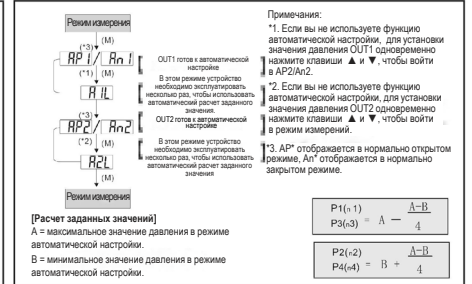 Режим измерения
(*3) (M)
AP1/ An1
OUT1 готов к автоматической
настройке
(*1) (M)
A1L
В этом режиме устройство
необходимо эксплуатировать
несколько раз, чтобы использовать
автоматический расчет заданного
значения.
(*3) (M)
AP2/ An2
OUT2 готов к автоматической
настройке
(*2) (M)
A2L
В этом режиме устройство
необходимо эксплуатировать
несколько раз, чтобы использовать
автоматический расчет заданного
значения
(M)
Режим измерения
[Расчет заданных значений]
A = максимальное значение давления в режиме
автоматической настройки.
B = минимальное значение давления в режиме
автоматической настройки.
Примечания:
*1. Если вы не используете функцию
автоматической настройки, для установки
значения давления OUT1 одновременно
нажмите клавиши ▲ и ▼, чтобы войти
в AP2/An2.
*2. Если вы не используете функцию
автоматической настройки, для установки
значения давления OUT2 одновременно
нажмите клавиши ▲ и ▼, чтобы войти
в режим измерений.
*3. AP* отображается в нормально открытом
режиме, An* отображается в нормально
закрытом режиме.
P1(n1)
P3(n3) = A − A−B
4
P2(n2)
P4(n4) = B + A−B
4